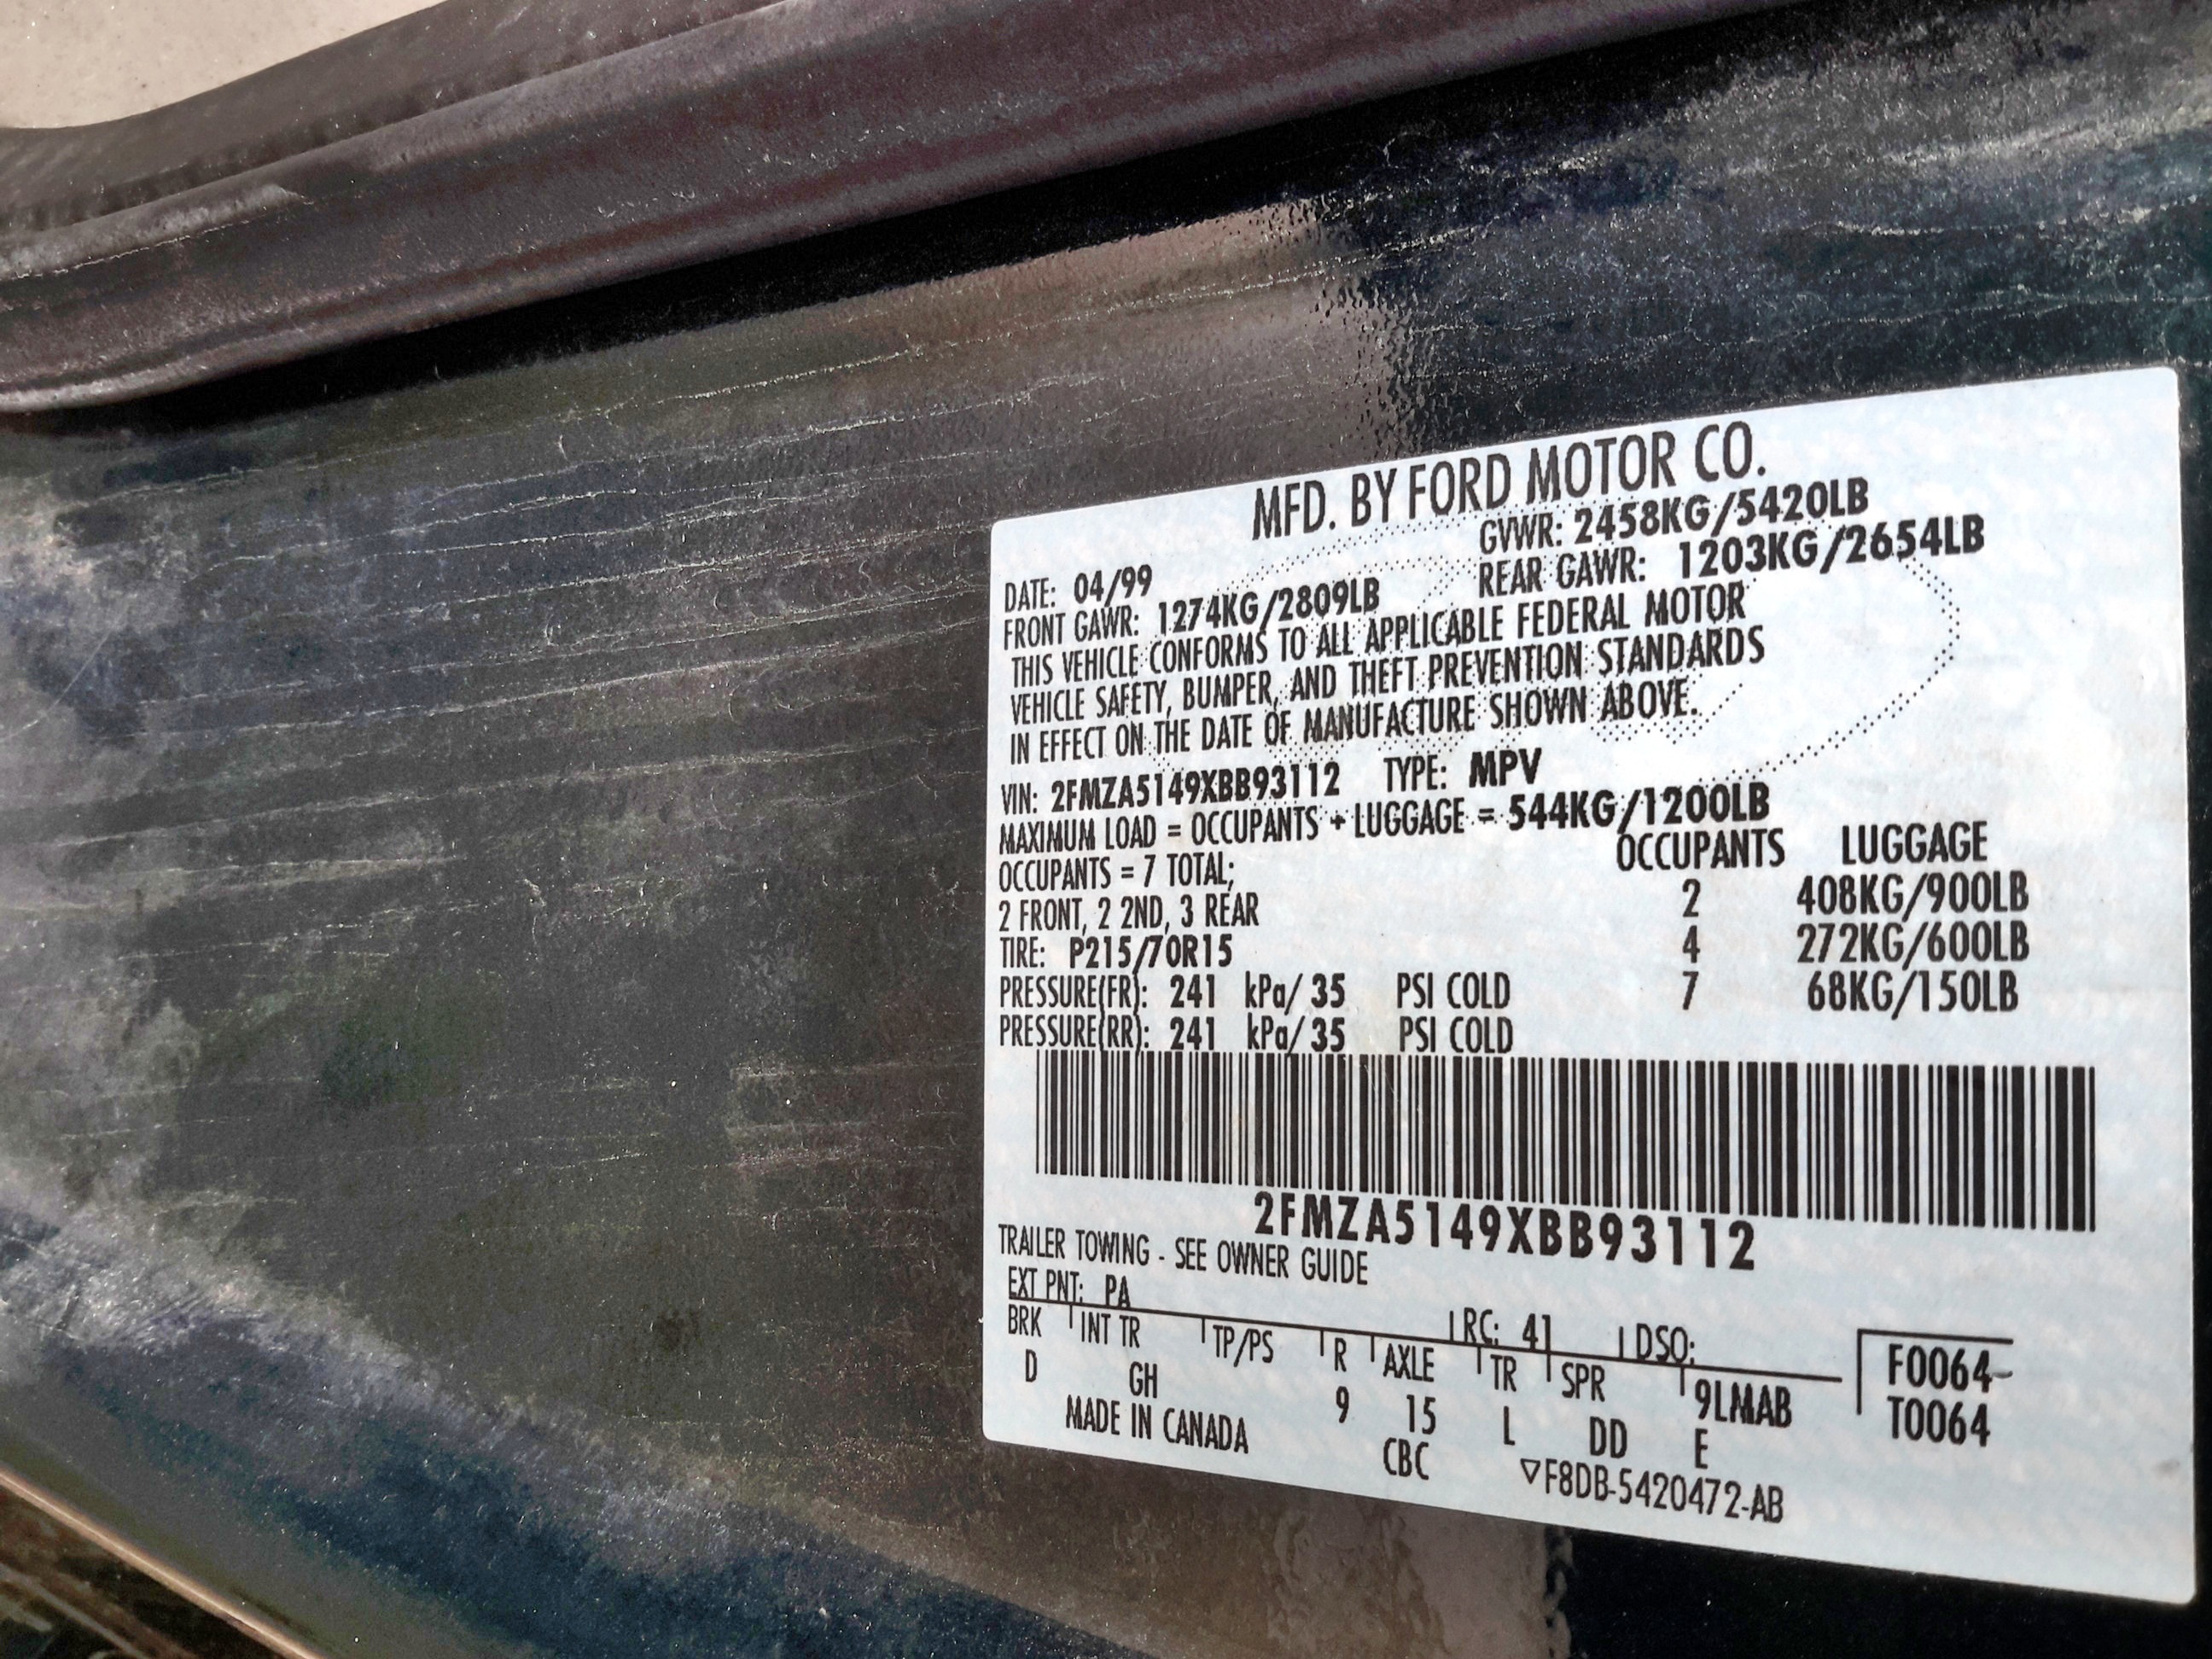 MFD. BY FORD MOTOR CO.
DATE: 04/99 GVWR: 2458KG/5420LB
FRONT GAWR: 1274KG/2809LB REAR GAWR: 1203KG/2654LB
THIS VEHICLE CONFORMS TO ALL APPLICABLE FEDERAL MOTOR
VEHICLE SAFETY, BUMPER, AND THEFT PREVENTION STANDARDS
IN EFFECT ON THE DATE OF MANUFACTURE SHOWN ABOVE.
VIN: 2FMZA5149XBB93112 TYPE: MPV
MAXIMUM LOAD = OCCUPANTS + LUGGAGE = 544KG/1200LB
OCCUPANTS = 7 TOTAL; OCCUPANTS LUGGAGE
2 FRONT, 2 2ND, 3 REAR 2 408KG/900LB
TIRE: P215/70R15 4 272KG/600LB
PRESSURE(FR): 241 kPa/ 35 PSI COLD 7 68KG/150LB
PRESSURE(RR): 241 kPa/ 35 PSI COLD
2FMZA5149XBB93112
TRAILER TOWING - SEE OWNER GUIDE
EXT PNT: PA RC: 41 DSO:
BRK INT TR TP/PS R AXLE TR SPR 9LMAB F0064-
D GH 9 15 L DD E T0064
MADE IN CANADA CBC ▽F8DB-5420472-AB